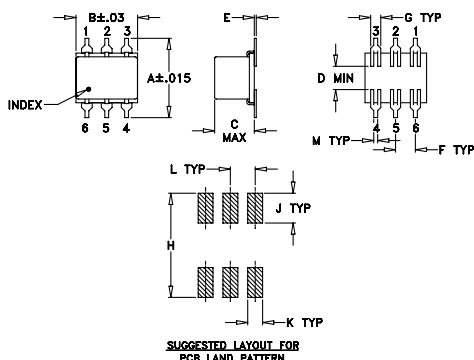 B±.03
E
G TYP
1 2 3
3 2 1
A±.015
D MIN
INDEX
6 5 4
C
MAX
4 5 6
M TYP
F TYP
L TYP
J TYP
H
K TYP
SUGGESTED LAYOUT FOR
PCB LAND PATTERN